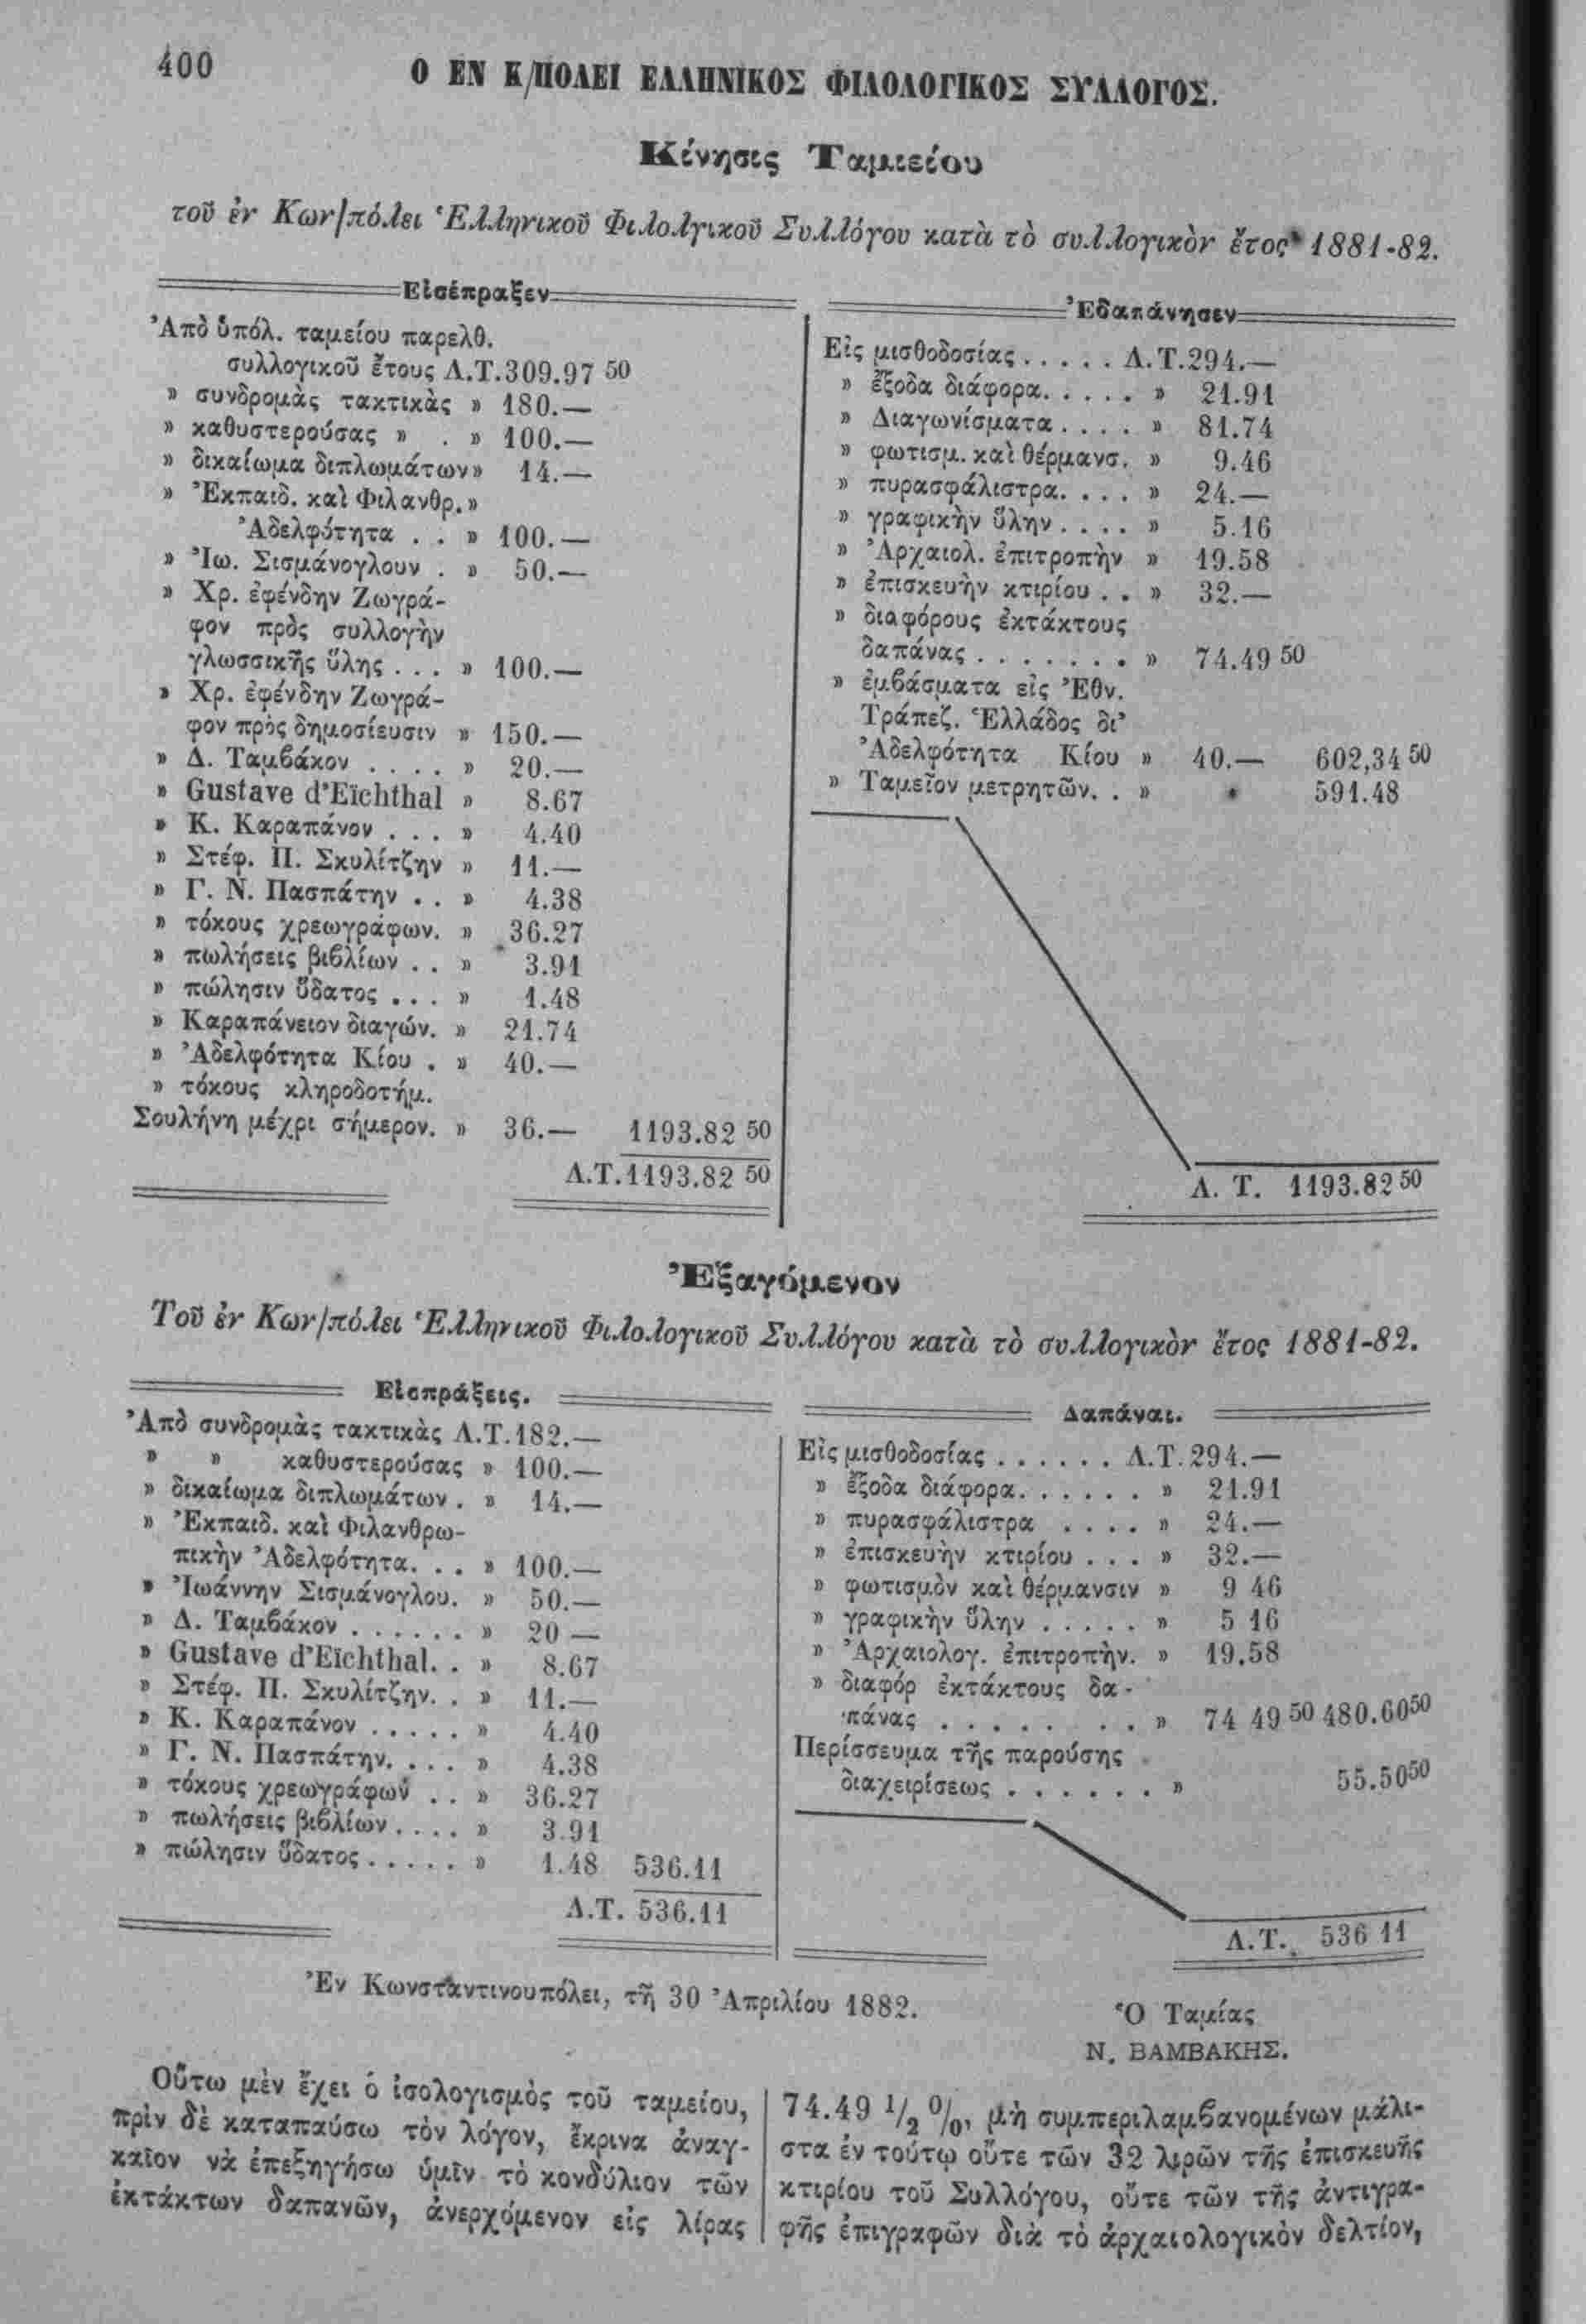 400
Ο ΕΝ Κ/ΠΟΛΕΙ ΕΛΛΗΝΙΚΟΣ ΦΙΛΟΛΟΓΙΚΟΣ ΣΥΛΛΟΓΟΣ.
Κίνησις Ταμιείου
τοῦ ἐν Κων/πόλει Ἑλληνικοῦ Φιλολγικοῦ Συλλόγου κατὰ τὸ συλλογικὸν ἔτος 1881-82.
Εἰσέπραξεν
Ἀπὸ ὑπόλ. ταμείου παρελθ.
συλλογικοῦ ἔτους Λ.Τ.309.97 50
» συνδρομὰς τακτικὰς » 180.—
» καθυστερούσας » . » 100.—
» δικαίωμα διπλωμάτων» 14.—
» Ἐκπαιδ. καὶ Φιλανθρ.»
Ἀδελφότητα . . » 100.—
» Ἰω. Σισμάνογλουν . » 50.—
» Χρ. ἐφένδην Ζωγρά-
φον πρὸς συλλογὴν
γλωσσικῆς ὕλης . . . » 100.—
» Χρ. ἐφένδην Ζωγρά-
φον πρὸς δημοσίευσιν » 150.—
» Δ. Ταμβάκον . . . . » 20.—
» Gustave d'Eïchthal » 8.67
» Κ. Καραπάνον . . . » 4.40
» Στέφ. Π. Σκυλίτζην » 11.—
» Γ. Ν. Πασπάτην . . » 4.38
» τόκους χρεωγράφων. » 36.27
» πωλήσεις βιβλίων . . » 3.91
» πώλησιν ὕδατος . . . » 1.48
» Καραπάνειον διαγών. » 21.74
» Ἀδελφότητα Κίου . » 40.—
» τόκους κληροδοτήμ.
Σουλήνη μέχρι σήμερον. » 36.— 1193.82 50
Λ.Τ.1193.82 50
Ἐδαπάνησεν
Εἰς μισθοδοσίας . . . . . Λ.Τ.294.—
» ἔξοδα διάφορα. . . . . » 21.91
» Διαγωνίσματα . . . . » 81.74
» φωτισμ. καὶ θέρμανσ. » 9.46
» πυρασφάλιστρα. . . . » 24.—
» γραφικὴν ὕλην . . . . » 5.16
» Ἀρχαιολ. ἐπιτροπὴν » 19.58
» ἐπισκευὴν κτιρίου . . » 32.—
» διαφόρους ἐκτάκτους
δαπάνας . . . . . . . » 74.49 50
» ἐμβάσματα εἰς Ἐθν.
Τράπεζ. Ἑλλάδος δι'
Ἀδελφότητα Κίου » 40.— 602,34 50
» Ταμεῖον μετρητῶν. . » 591.48
Λ. Τ. 1193.82 50
Ἐξαγόμενον
Τοῦ ἐν Κων/πόλει Ἑλληνικοῦ Φιλολογικοῦ Συλλόγου κατὰ τὸ συλλογικὸν ἔτος 1881-82.
Εἰσπράξεις.
Ἀπὸ συνδρομὰς τακτικὰς Λ.Τ.182.—
» » καθυστερούσας » 100.—
» δικαίωμα διπλωμάτων . » 14.—
» Ἐκπαιδ. καὶ Φιλανθρω-
πικὴν Ἀδελφότητα. . . » 100.—
» Ἰωάννην Σισμάνογλου. » 50.—
» Δ. Ταμβάκον . . . . . . » 20 —
» Gustave d'Eïchthal. . » 8.67
» Στέφ. Π. Σκυλίτζην. . » 11.—
» Κ. Καραπάνον . . . . . » 4.40
» Γ. Ν. Πασπάτην. . . . » 4.38
» τόκους χρεωγράφων . . » 36.27
» πωλήσεις βιβλίων . . . . » 3.91
» πώλησιν ὕδατος . . . . . » 1.48 536.11
Λ.Τ. 536.11
Δαπάναι.
Εἰς μισθοδοσίας . . . . . . Λ.Τ.294.—
» ἔξοδα διάφορα. . . . . . » 21.91
» πυρασφάλιστρα . . . . » 24.—
» ἐπισκευὴν κτιρίου . . . » 32.—
» φωτισμὸν καὶ θέρμανσιν » 9 46
» γραφικὴν ὕλην . . . . . » 5 16
» Ἀρχαιολογ. ἐπιτροπὴν. » 19.58
» διαφόρ ἐκτάκτους δα-
πάνας . . . . . . . » 74 49 50 480.60 50
Περίσσευμα τῆς παρούσης
διαχειρίσεως . . . . . . » 55.50 50
Λ.Τ. 536 11
Ἐν Κωνσταντινουπόλει, τῇ 30 Ἀπριλίου 1882.
Ὁ Ταμίας
Ν. ΒΑΜΒΑΚΗΣ.
Οὕτω μὲν ἔχει ὁ ἰσολογισμὸς τοῦ ταμείου,
πρὶν δὲ καταπαύσω τὸν λόγον, ἔκρινα ἀναγ-
καῖον νὰ ἐπεξηγήσω ὑμῖν τὸ κονδύλιον τῶν
ἐκτάκτων δαπανῶν, ἀνερχόμενον εἰς λίρας
74.49 1/2 0/0, μὴ συμπεριλαμβανομένων μάλι-
στα ἐν τούτῳ οὔτε τῶν 32 λιρῶν τῆς ἐπισκευῆς
κτιρίου τοῦ Συλλόγου, οὔτε τῶν τῆς ἀντιγρα-
φῆς ἐπιγραφῶν διὰ τὸ ἀρχαιολογικὸν δελτίον,